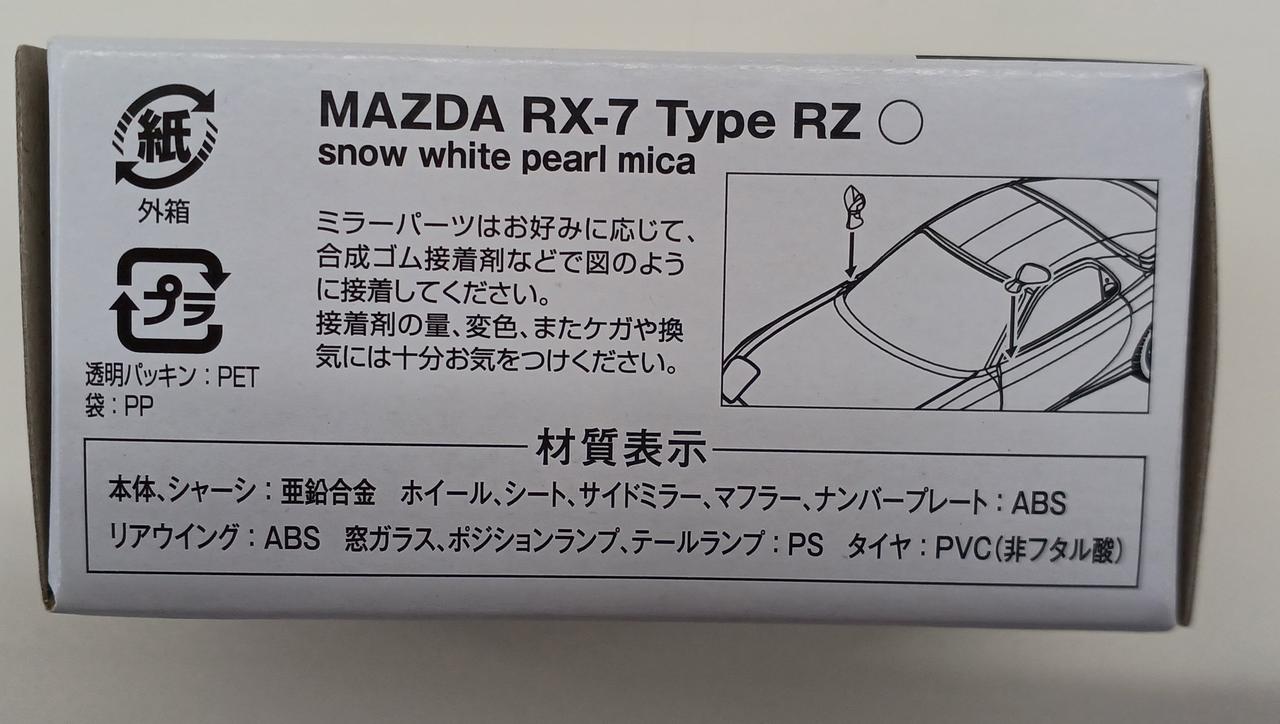 紙
外箱
プラ
透明パッキン：PET
袋：PP
MAZDA RX-7 Type RZ ○
snow white pearl mica
ミラーパーツはお好みに応じて、
合成ゴム接着剤などで図のよう
に接着してください。
接着剤の量、変色、またケガや換
気には十分お気をつけください。
材質表示
本体、シャーシ：亜鉛合金　ホイール、シート、サイドミラー、マフラー、ナンバープレート：ABS
リアウイング：ABS　窓ガラス、ポジションランプ、テールランプ：PS　タイヤ：PVC(非フタル酸)